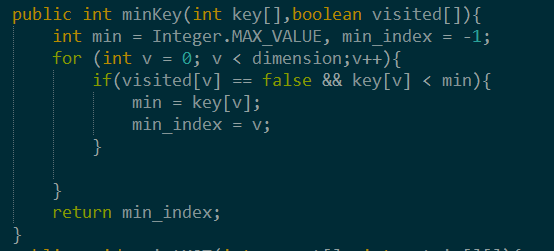 public int minKey(int key[],boolean visited[]){
    int min = Integer.MAX_VALUE, min_index = -1;
    for (int v = 0; v < dimension;v++){
        if(visited[v] == false && key[v] < min){
            min = key[v];
            min_index = v;
        }
    }
    return min_index;
}